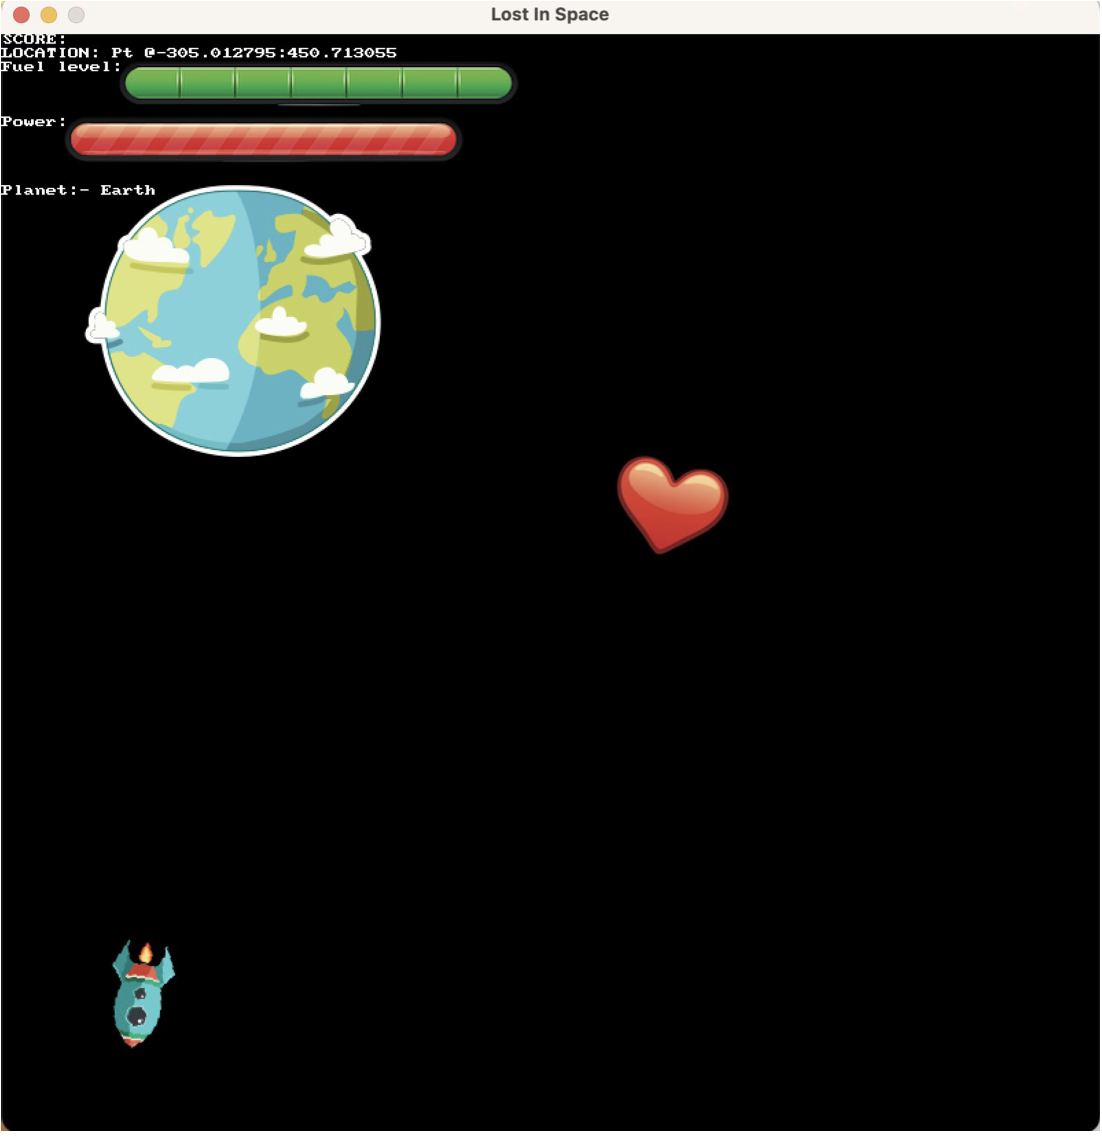 Lost In Space
SCORE:
LOCATION: Pt @-305.012795:450.713055
Fuel level:
Power:
Planet:- Earth